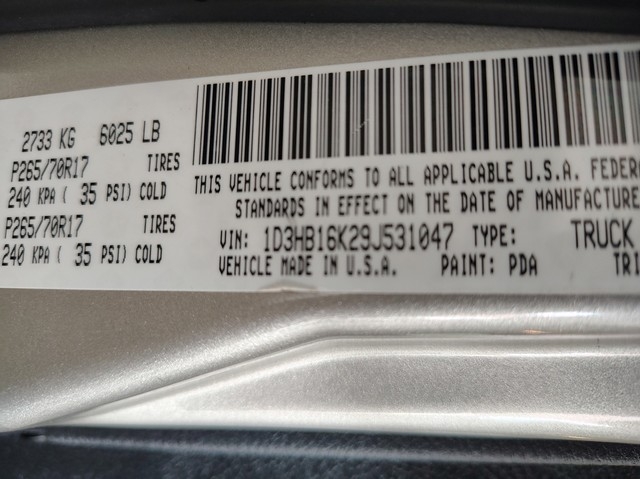 2733 KG 6025 LB
P265/70R17 TIRES
240 KPA ( 35 PSI) COLD
P265/70R17 TIRES
240 KPA ( 35 PSI) COLD
THIS VEHICLE CONFORMS TO ALL APPLICABLE U.S.A. FEDER
STANDARDS IN EFFECT ON THE DATE OF MANUFACTUR
VIN: 1D3HB16K29J531047 TYPE: TRUCK
VEHICLE MADE IN U.S.A. PAINT: PDA TRI